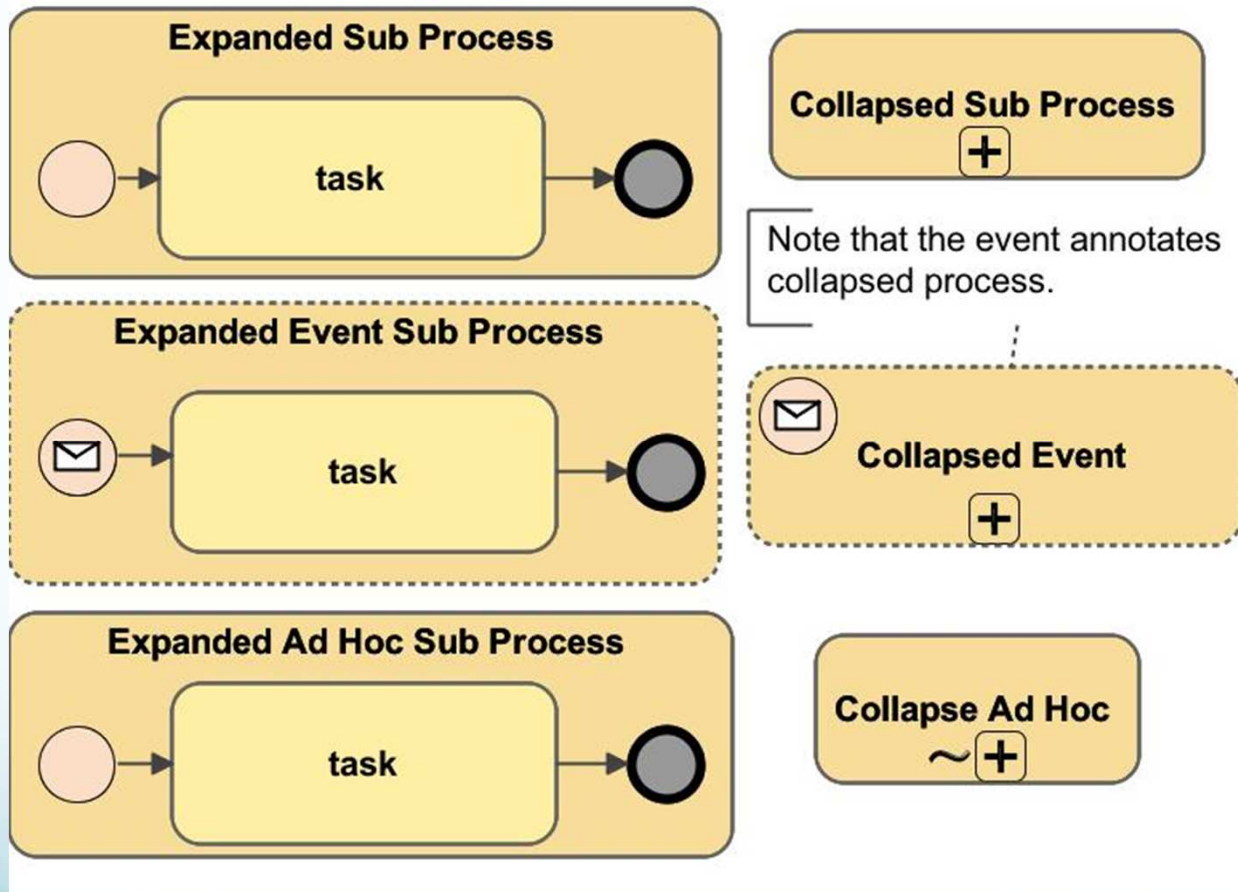 Expanded Sub Process
task
Collapsed Sub Process
Note that the event annotates
collapsed process.
Expanded Event Sub Process
task
Collapsed Event
Expanded Ad Hoc Sub Process
task
Collapse Ad Hoc
~